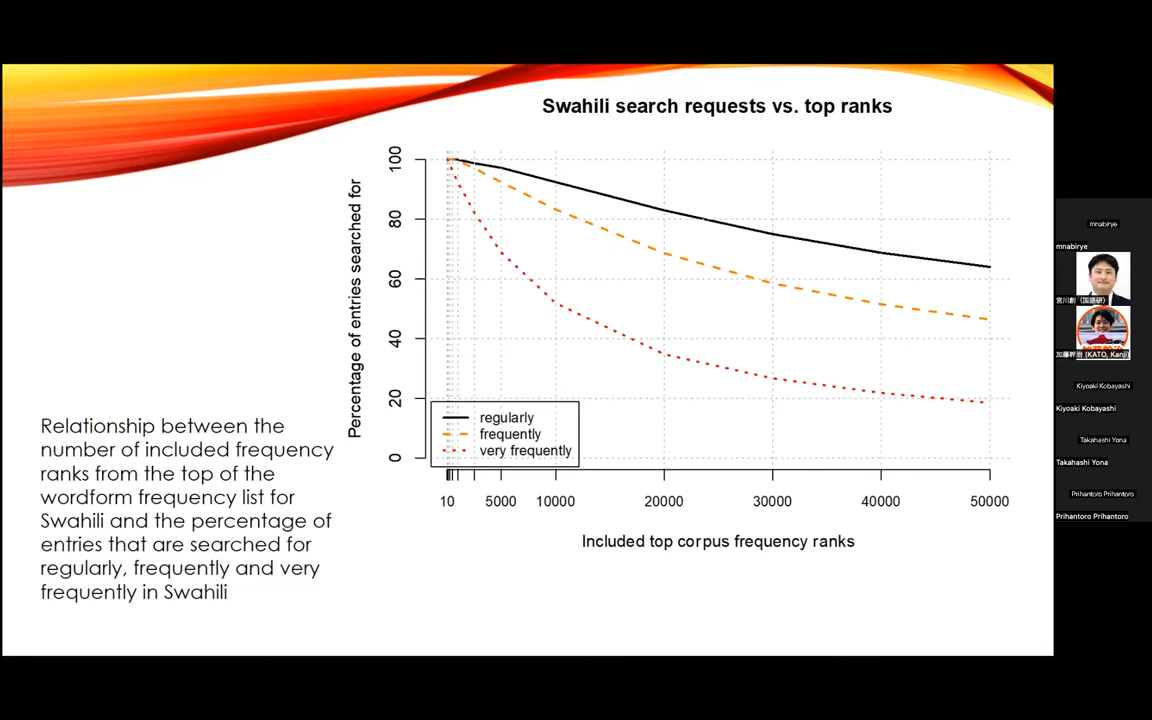 Swahili search requests vs. top ranks
Percentage of entries searched for
100
80
60
40
20
0
regularly
frequently
very frequently
10
5000
10000
20000
30000
40000
50000
Included top corpus frequency ranks
Relationship between the
number of included frequency
ranks from the top of the
wordform frequency list for
Swahili and the percentage of
entries that are searched for
regularly, frequently and very
frequently in Swahili
mnabirye
mnabirye
宮川創（国語研）
加藤幹治 (KATO, Kanji)
Kiyoaki Kobayashi
Kiyoaki Kobayashi
Takahashi Yona
Takahashi Yona
Prihantoro Prihantoro
Prihantoro Prihantoro